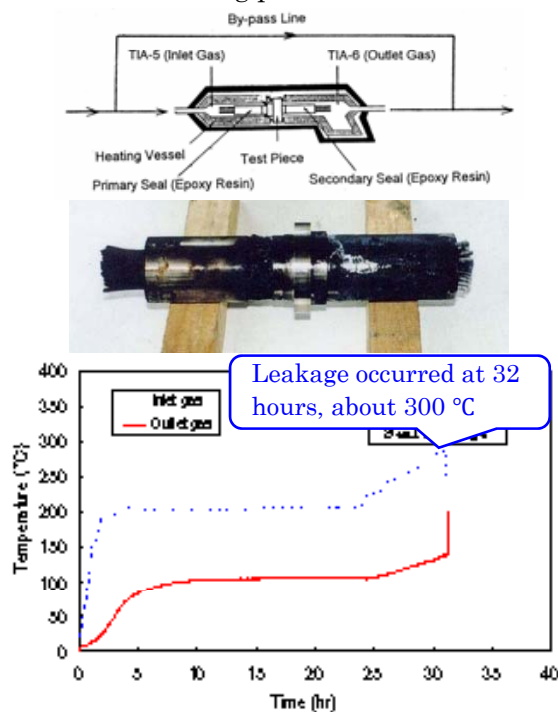 By-pass Line
TIA-5 (Inlet Gas)
TIA-6 (Outlet Gas)
Heating Vessel
Test Piece
Primary Seal (Epoxy Resin)
Secondary Seal (Epoxy Resin)
Leakage occurred at 32
hours, about 300 ℃
Inlet gas
Outlet gas
Temperature (°C)
400
350
300
250
200
150
100
50
0
0 5 10 15 20 25 30 35 40
Time (hr)